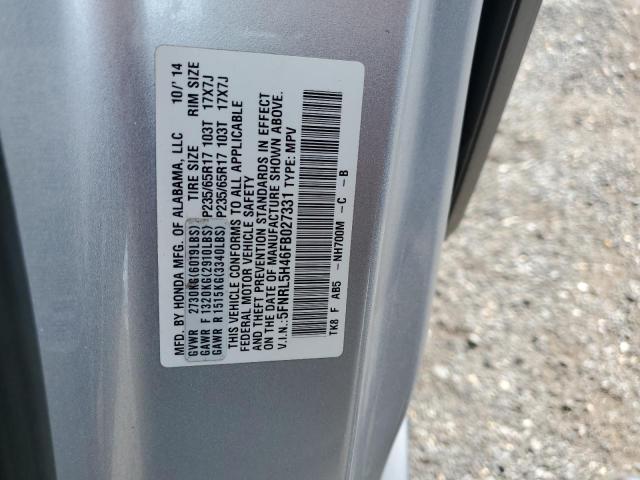 MFD. BY HONDA MFG. OF ALABAMA, LLC 10/'14
GVWR 2730KG(6019LBS) TIRE SIZE RIM SIZE
GAWR F 1320KG(2910LBS) P235/65R17 103T 17X7J
GAWR R 1515KG(3340LBS) P235/65R17 103T 17X7J
THIS VEHICLE CONFORMS TO ALL APPLICABLE
FEDERAL MOTOR VEHICLE SAFETY
AND THEFT PREVENTION STANDARDS IN EFFECT
ON THE DATE OF MANUFACTURE SHOWN ABOVE.
V.I.N.:5FNRL5H46FB027331 TYPE: MPV
TK8 F AB5 -NH700M -C -B